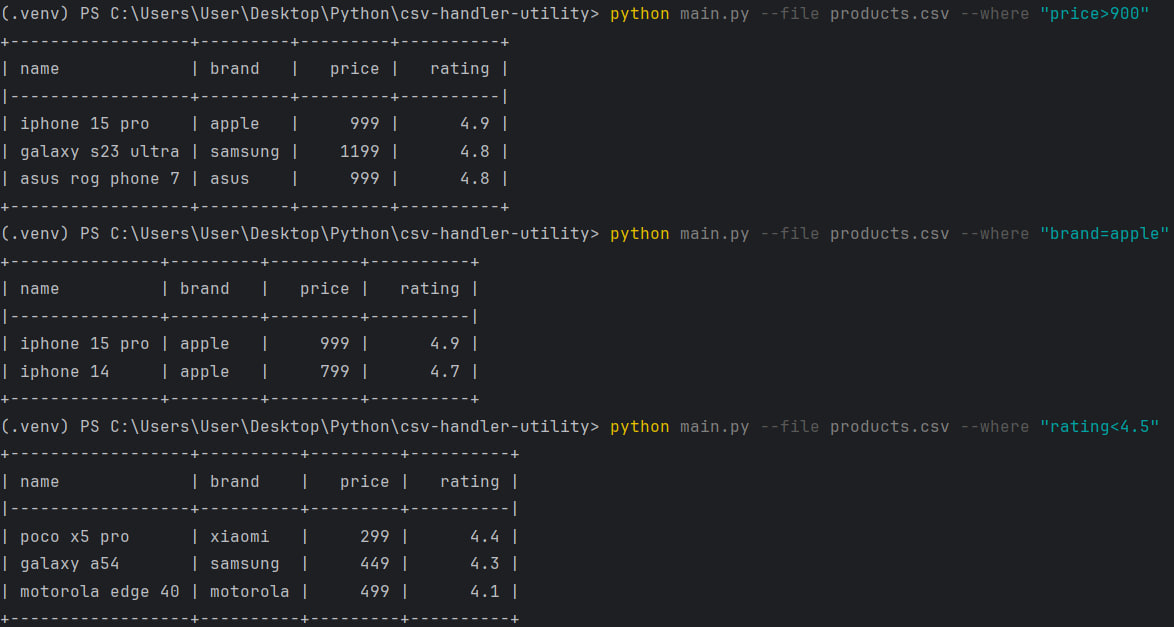 (.venv) PS C:\Users\User\Desktop\Python\csv-handler-utility> python main.py --file products.csv --where "price>900"
+------------------+---------+---------+----------+
| name             | brand   |   price |   rating |
|------------------+---------+---------+----------|
| iphone 15 pro    | apple   |     999 |      4.9 |
| galaxy s23 ultra | samsung |    1199 |      4.8 |
| asus rog phone 7 | asus    |     999 |      4.8 |
+------------------+---------+---------+----------+
(.venv) PS C:\Users\User\Desktop\Python\csv-handler-utility> python main.py --file products.csv --where "brand=apple"
+---------------+---------+---------+----------+
| name          | brand   |   price |   rating |
|---------------+---------+---------+----------|
| iphone 15 pro | apple   |     999 |      4.9 |
| iphone 14     | apple   |     799 |      4.7 |
+---------------+---------+---------+----------+
(.venv) PS C:\Users\User\Desktop\Python\csv-handler-utility> python main.py --file products.csv --where "rating<4.5"
+------------------+----------+---------+----------+
| name             | brand    |   price |   rating |
|------------------+----------+---------+----------|
| poco x5 pro      | xiaomi   |     299 |      4.4 |
| galaxy a54       | samsung  |     449 |      4.3 |
| motorola edge 40 | motorola |     499 |      4.1 |
+------------------+----------+---------+----------+